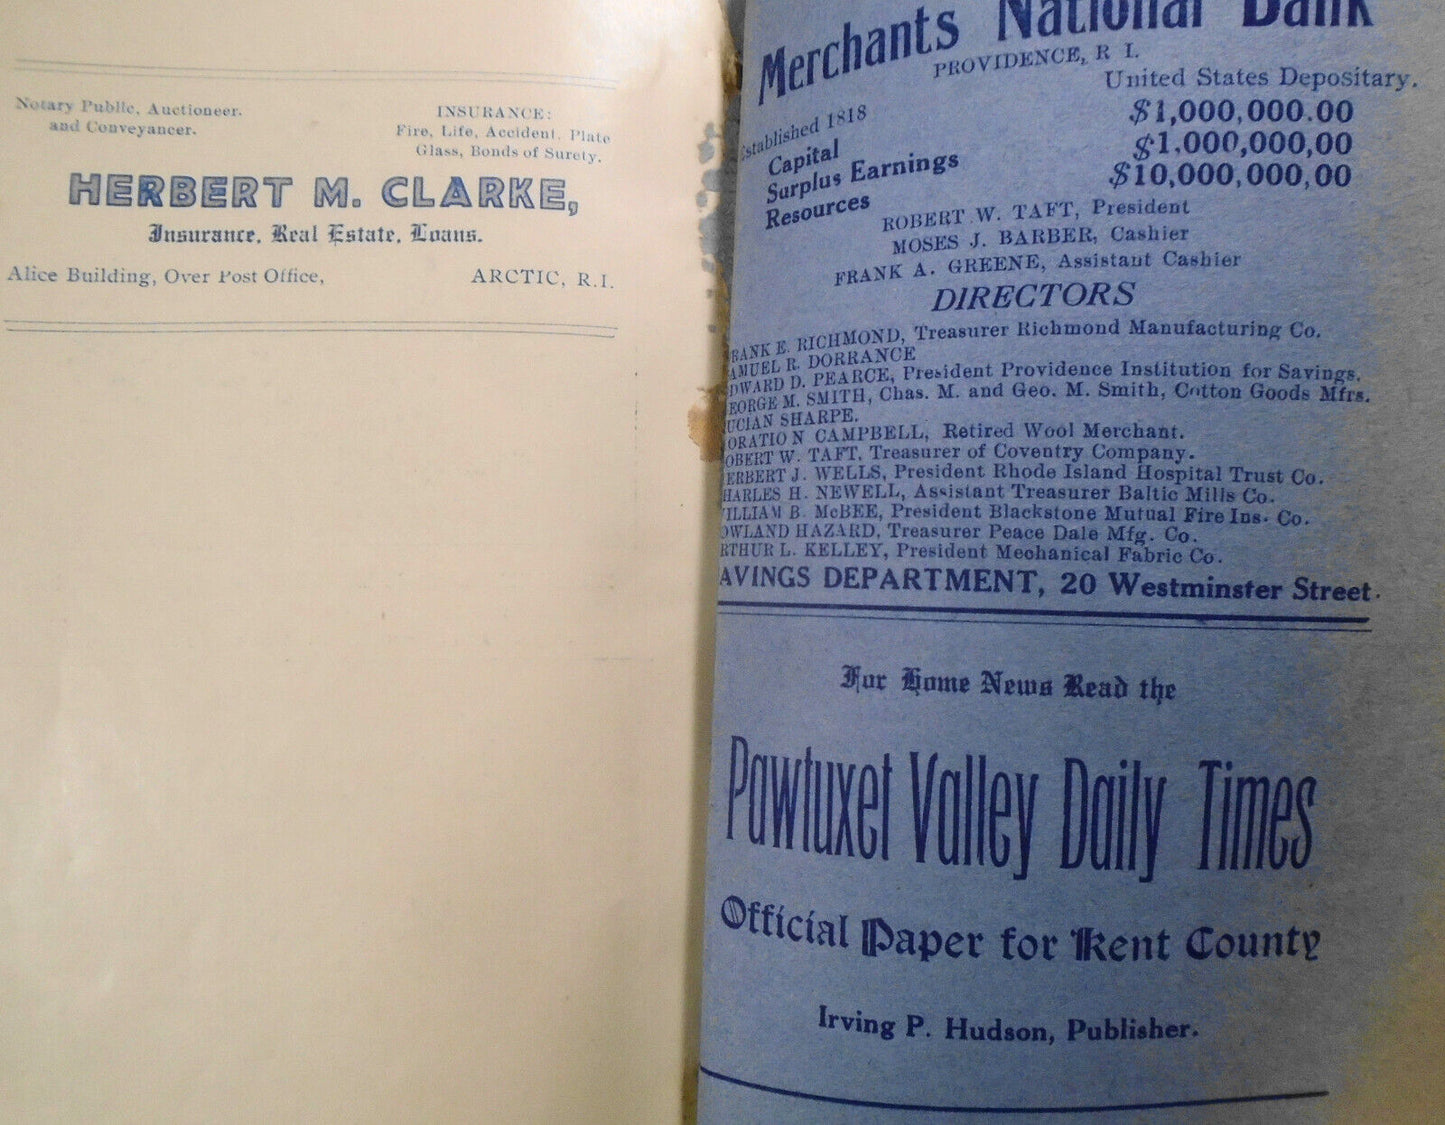 Notary Public, Auctioneer.
and Conveyancer.
INSURANCE:
Fire, Life, Accident, Plate
Glass, Bonds of Surety.
HERBERT M. CLARKE,
Insurance, Real Estate, Loans.
Alice Building, Over Post Office,
ARCTIC, R.I.
Merchants National Bank
PROVIDENCE, R I.
United States Depositary.
Established 1818
Capital $1,000,000.00
Surplus Earnings $1.000,000,00
Resources $10,000,000,00
ROBERT W. TAFT, President
MOSES J. BARBER, Cashier
FRANK A. GREENE, Assistant Cashier
DIRECTORS
RANK E. RICHMOND, Treasurer Richmond Manufacturing Co.
AMUEL R. DORRANCE
DWARD D. PEARCE, President Providence Institution for Savings.
EORGE M. SMITH, Chas. M. and Geo. M. Smith, Cotton Goods Mfrs.
UCIAN SHARPE.
ORATIO N CAMPBELL, Retired Wool Merchant.
OBERT W. TAFT, Treasurer of Coventry Company.
ERBERT J. WELLS, President Rhode Island Hospital Trust Co.
HARLES H. NEWELL, Assistant Treasurer Baltic Mills Co.
ILLIAM B. McBEE, President Blackstone Mutual Fire Ins. Co.
OWLAND HAZARD, Treasurer Peace Dale Mfg. Co.
RTHUR L. KELLEY, President Mechanical Fabric Co.
AVINGS DEPARTMENT, 20 Westminster Street.
For Home News Read the
Pawtuxet Valley Daily Times
Official Paper for Kent County
Irving P. Hudson, Publisher.